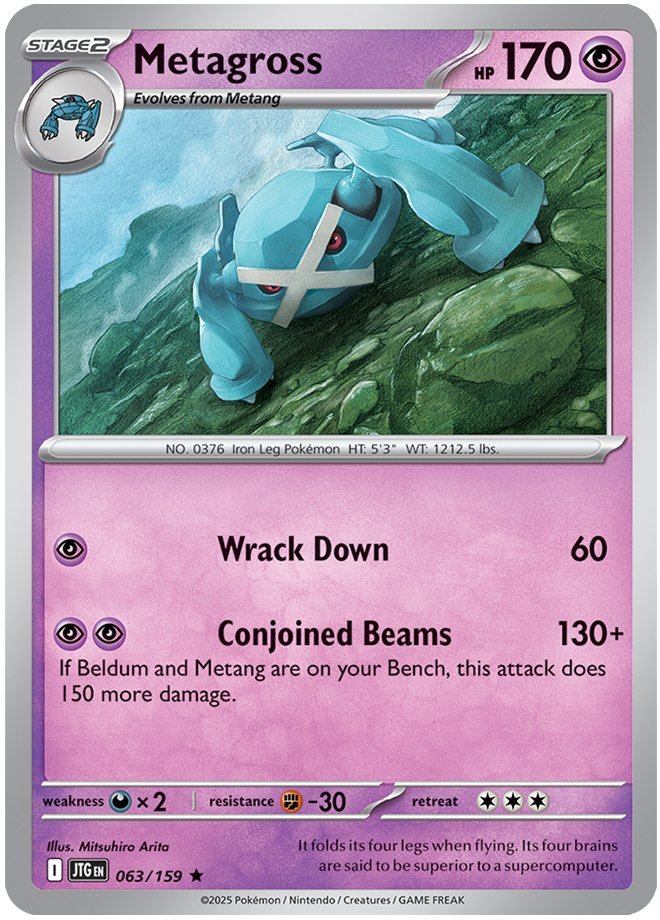 STAGE2
Metagross
HP 170
Evolves from Metang
NO. 0376 Iron Leg Pokémon HT: 5'3" WT: 1212.5 lbs.
Wrack Down 60
Conjoined Beams 130+
If Beldum and Metang are on your Bench, this attack does
150 more damage.
weakness ×2 resistance -30 retreat
Illus. Mitsuhiro Arita
It folds its four legs when flying. Its four brains
are said to be superior to a supercomputer.
I JTG EN 063/159 ★
©2025 Pokémon / Nintendo / Creatures / GAME FREAK